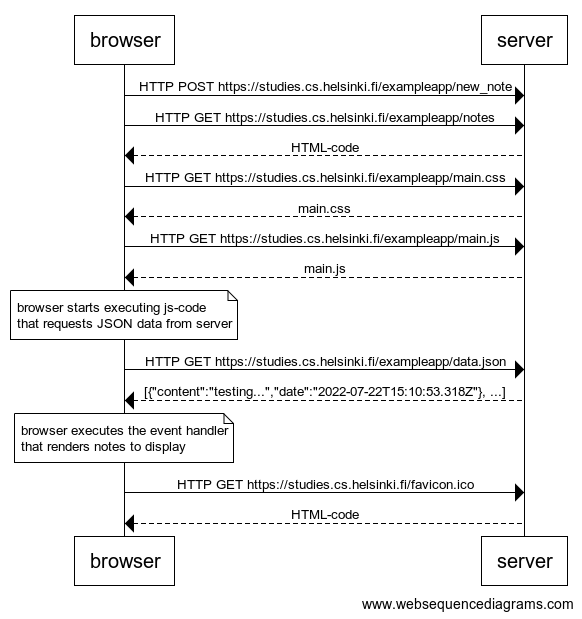 browser
server
HTTP POST https://studies.cs.helsinki.fi/exampleapp/new_note
HTTP GET https://studies.cs.helsinki.fi/exampleapp/notes
HTML-code
HTTP GET https://studies.cs.helsinki.fi/exampleapp/main.css
main.css
HTTP GET https://studies.cs.helsinki.fi/exampleapp/main.js
main.js
browser starts executing js-code
that requests JSON data from server
HTTP GET https://studies.cs.helsinki.fi/exampleapp/data.json
[{"content":"testing...","date":"2022-07-22T15:10:53.318Z"}, ...]
browser executes the event handler
that renders notes to display
HTTP GET https://studies.cs.helsinki.fi/favicon.ico
HTML-code
browser
server
www.websequencediagrams.com